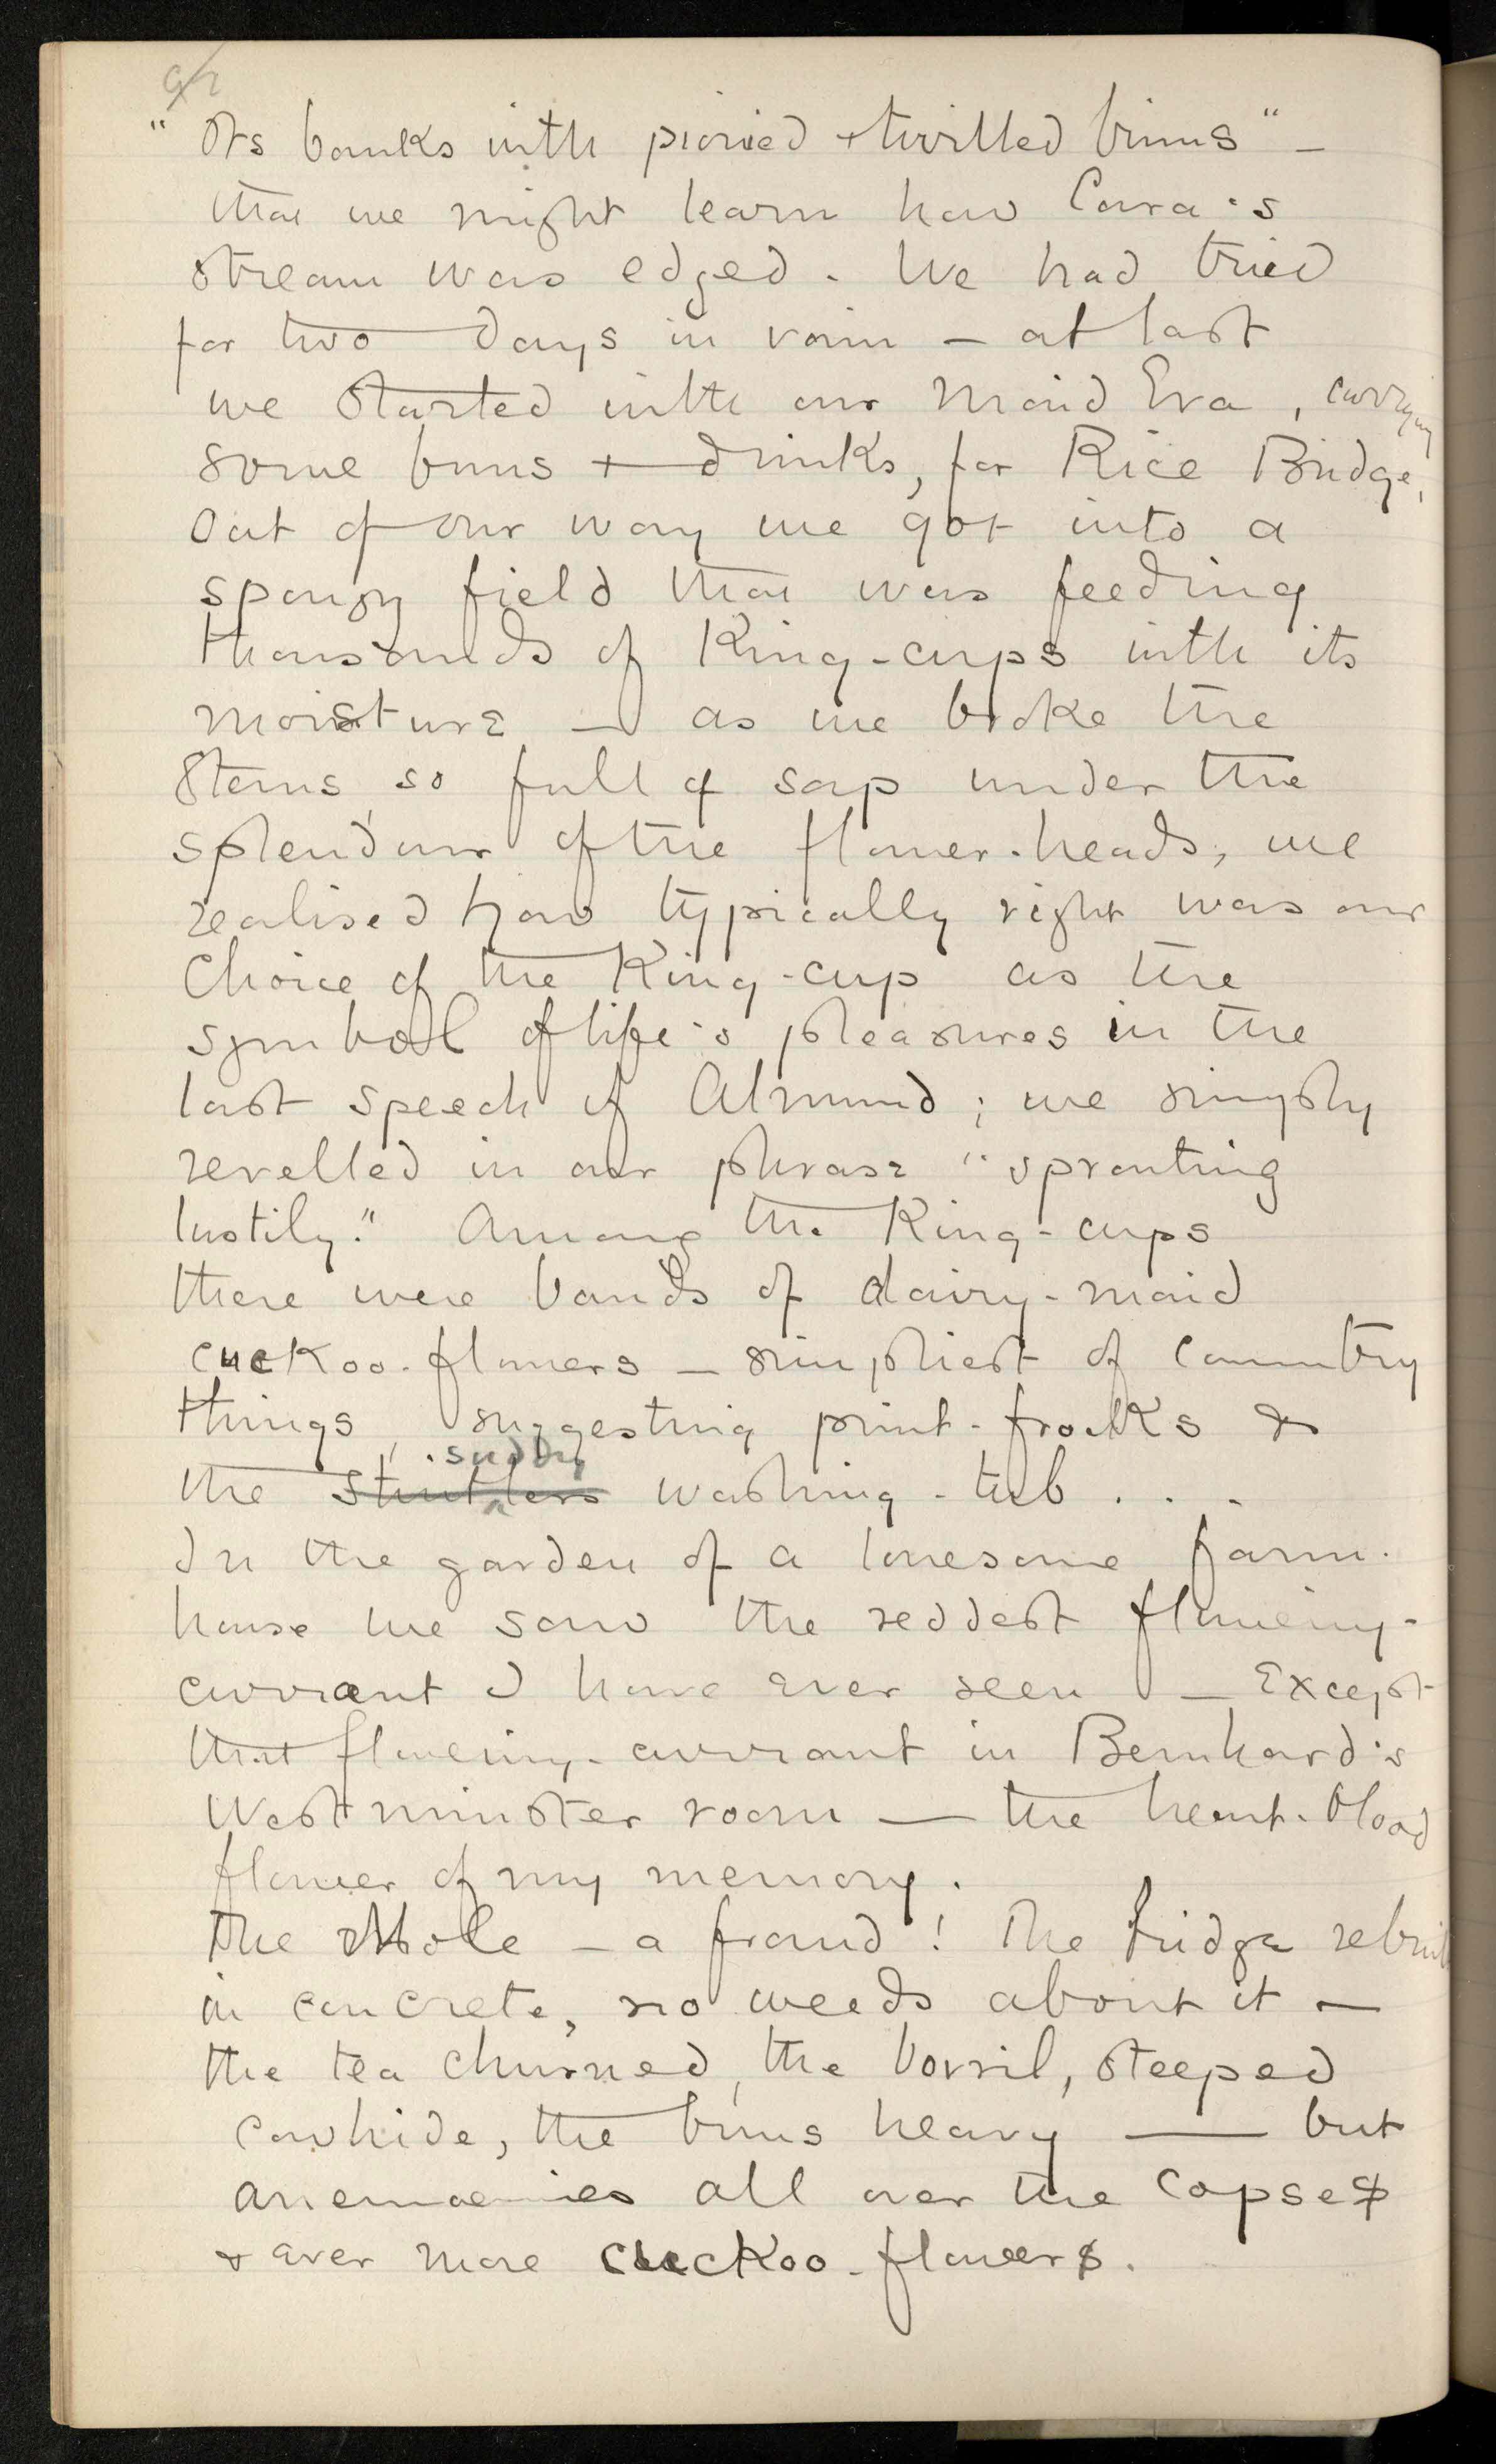 92
"Its banks with pionied + twilled brims" –
that we might learn how Cara's
stream was edged. We had tried
for two days in vain – at last
we started with our maid Eva, carrying
some buns + drinks, for Rice Bridge,
Out of our way we got into a
spongy field that was feeding
thousands of King-cups with its
moisture – as we broke the
stems, so full of sap under the
splendour of the flower-heads, we
realised how typically right was our
choice of the King-cup as the
symbol of life's pleasures in the
last speech of Almund; we simply
revelled in our phrase "sprouting
lustily." Among the King-cups
there were bands of dairy-maid
cuckoo-flowers – simpliest of country
things, suggesting print-frocks &
the sudsy washing-tub . . .
In the garden of a lonesome farm-
house we saw the reddest flowering-
currant I have ever seen – Except
that flowering-currant in Bernhard's
Westminster room – the heart-blood
flower of my memory.
The Mole – a fraud! The bridge rebuilt
in concrete, no weeds about it –
the tea churned, the bovril, steeped
cowhide, the buns heavy — but
anemonies all over the copses
& ever more cuckoo-flowers.